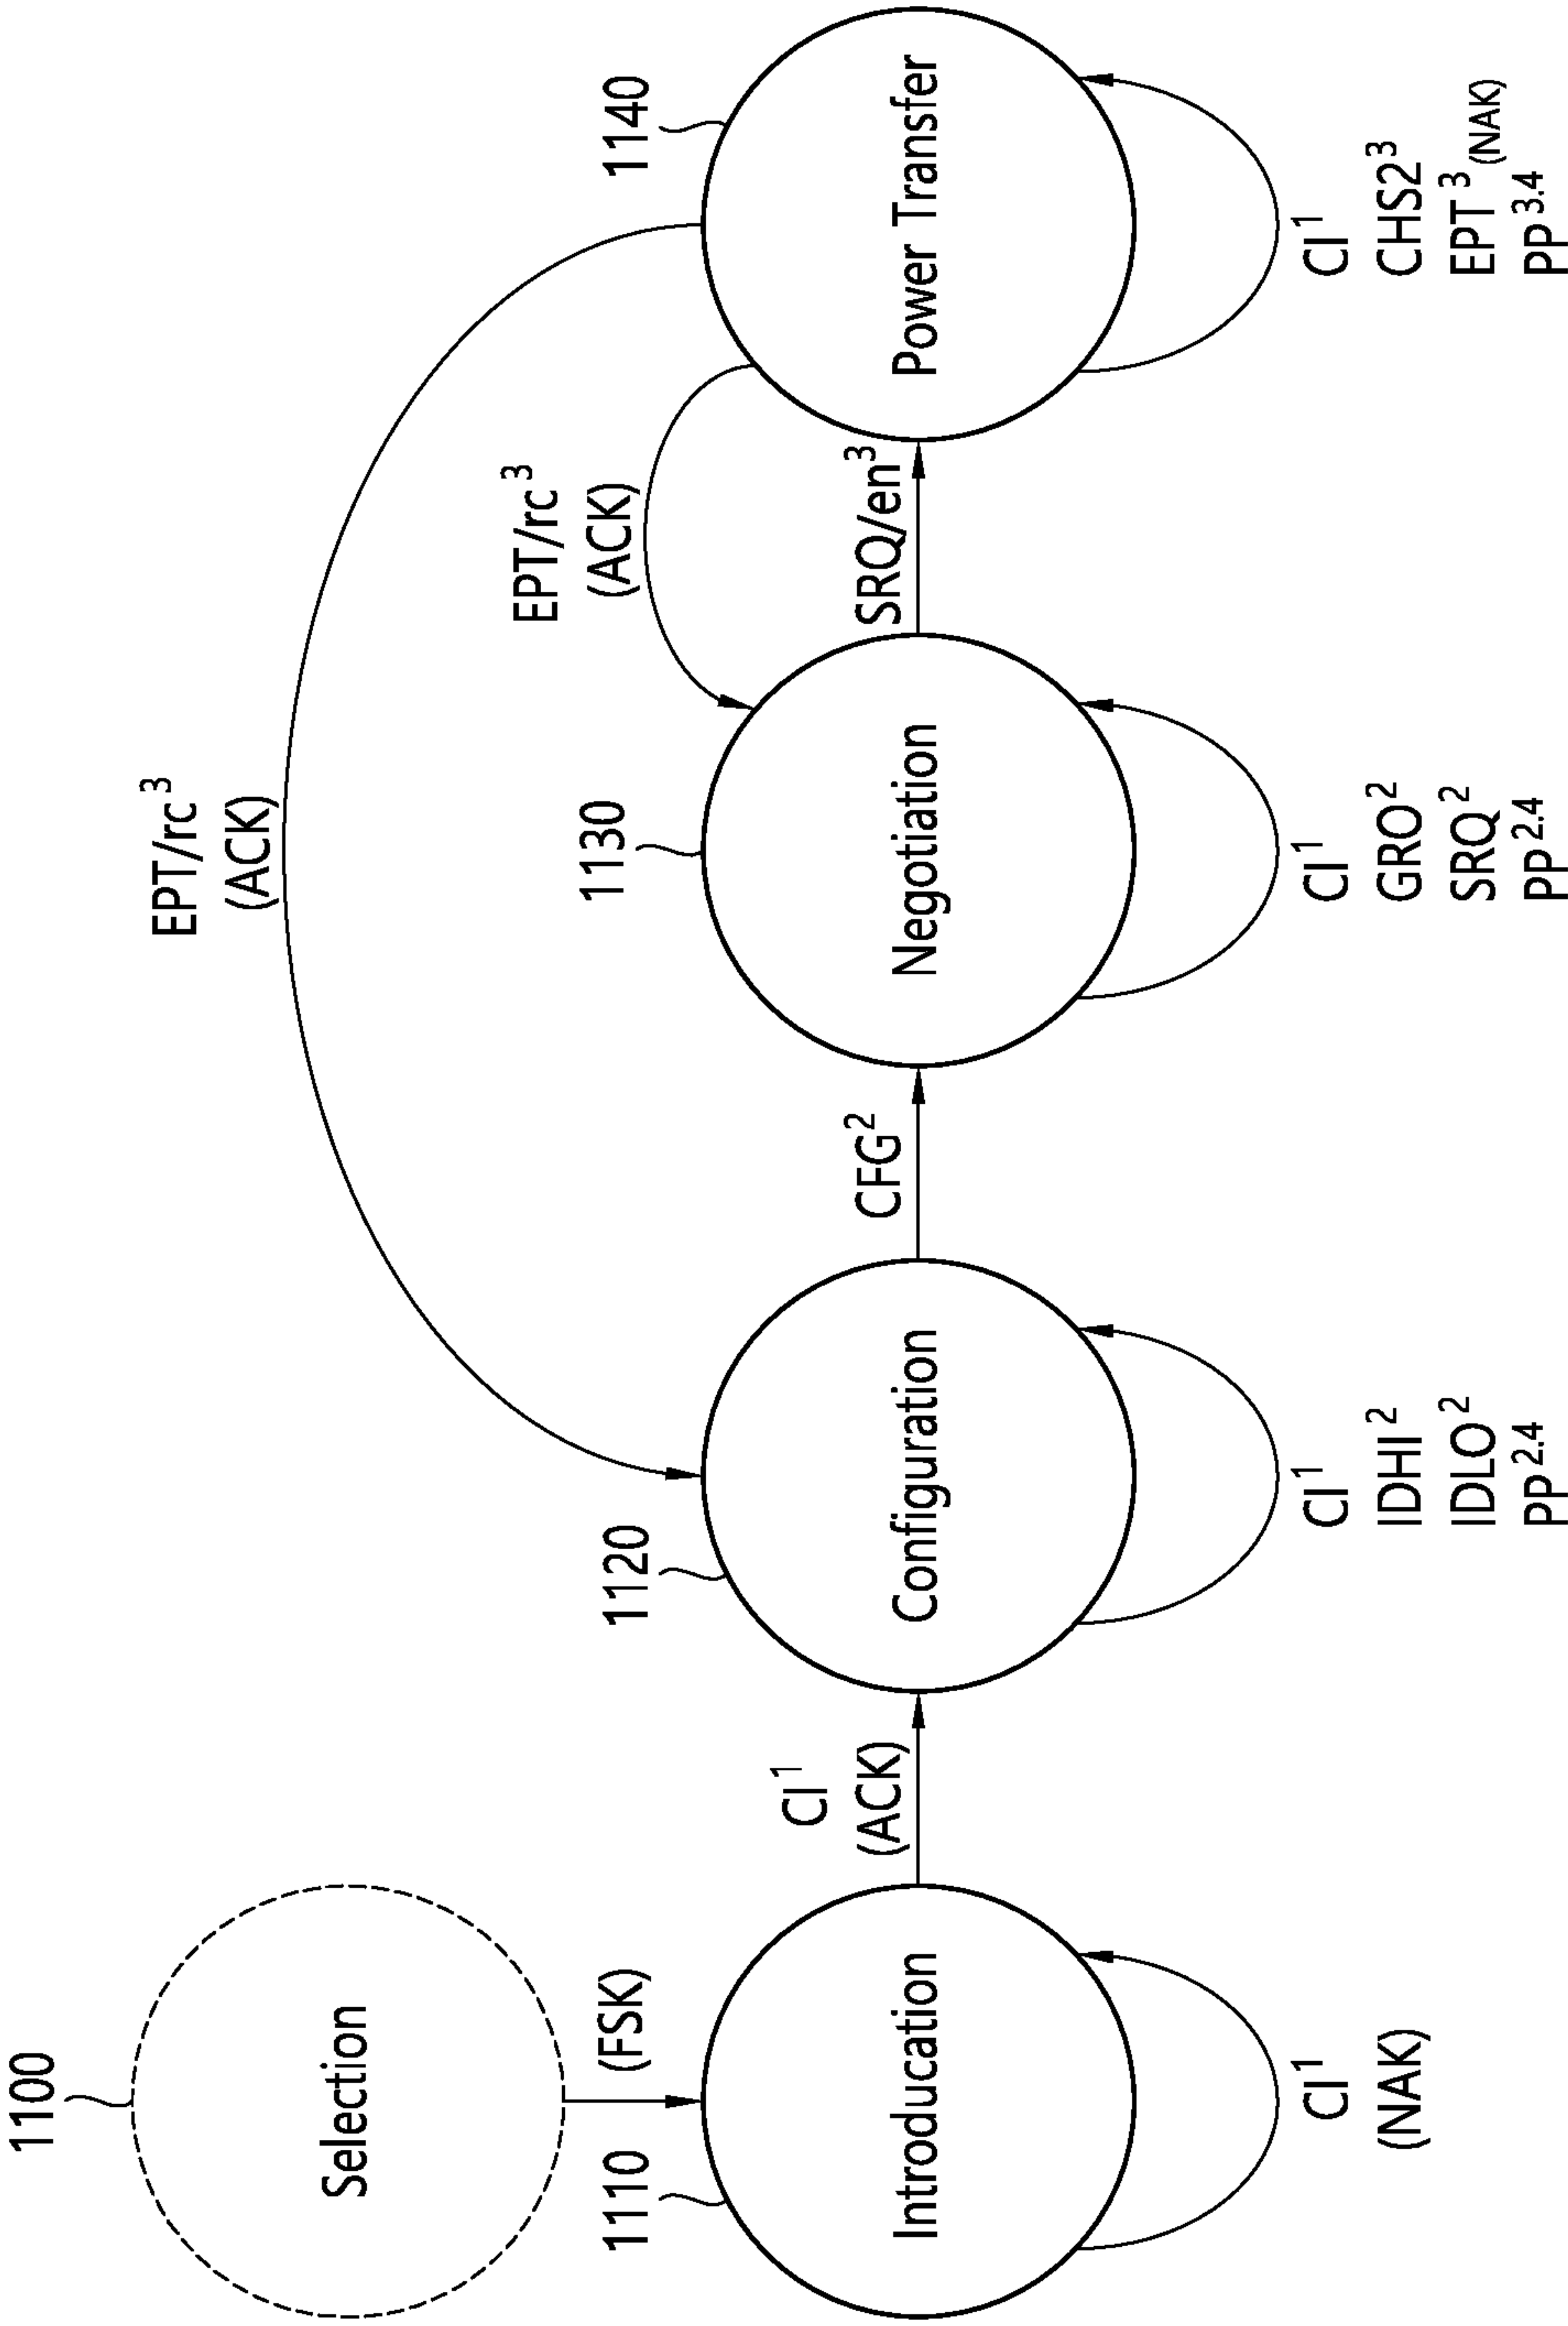 1100
Selection
(FSK)
1110
Introducation
CI¹
(NAK)
CI¹
(ACK)
1120
Configuration
CI¹
IDHI²
IDLO²
PP²·⁴
CFG²
1130
Negotiation
CI¹
GRO²
SRQ²
PP²·⁴
SRQ/en³
EPT/rc³
(ACK)
EPT/rc³
(ACK)
1140
Power Transfer
CI¹
CHS2³
EPT³(NAK)
PP³·⁴